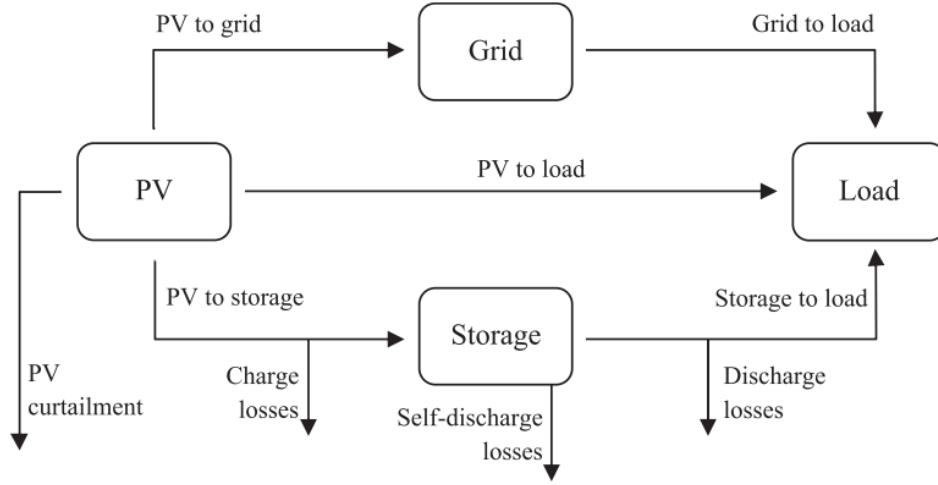 PV to grid
Grid
Grid to load
PV
PV to load
Load
PV to storage
Storage
Storage to load
PV
curtailment
Charge
losses
Self-discharge
losses
Discharge
losses